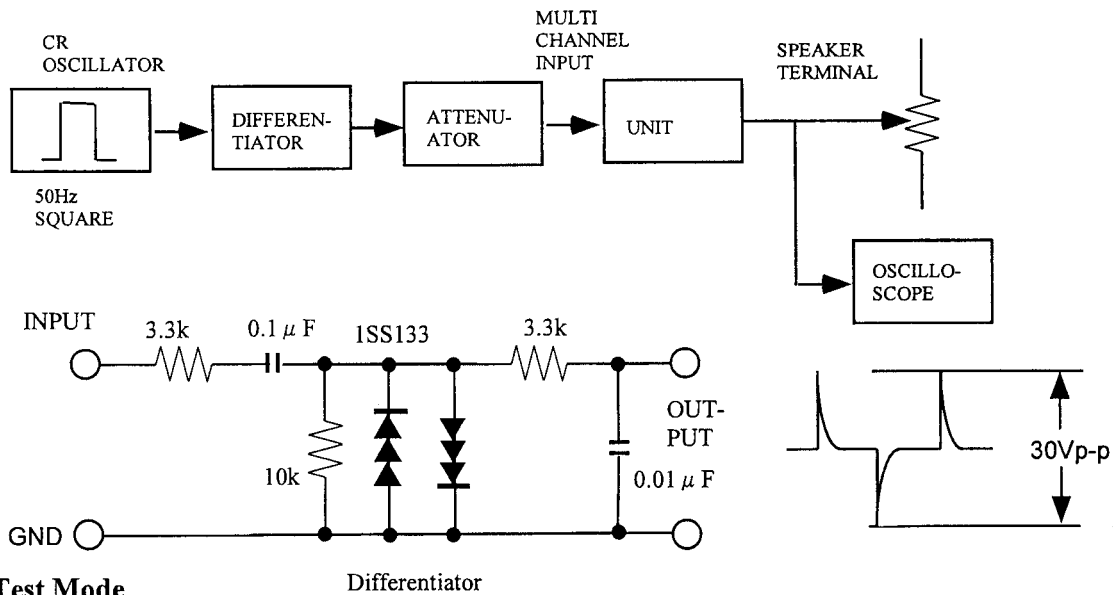 CR
OSCILLATOR
50Hz
SQUARE
DIFFEREN-
TIATOR
ATTENU-
ATOR
MULTI
CHANNEL
INPUT
UNIT
SPEAKER
TERMINAL
OSCILLO-
SCOPE
INPUT
3.3k
0.1 μ F
1SS133
3.3k
10k
OUT-
PUT
0.01 μ F
GND
30Vp-p
Test Mode
Differentiator